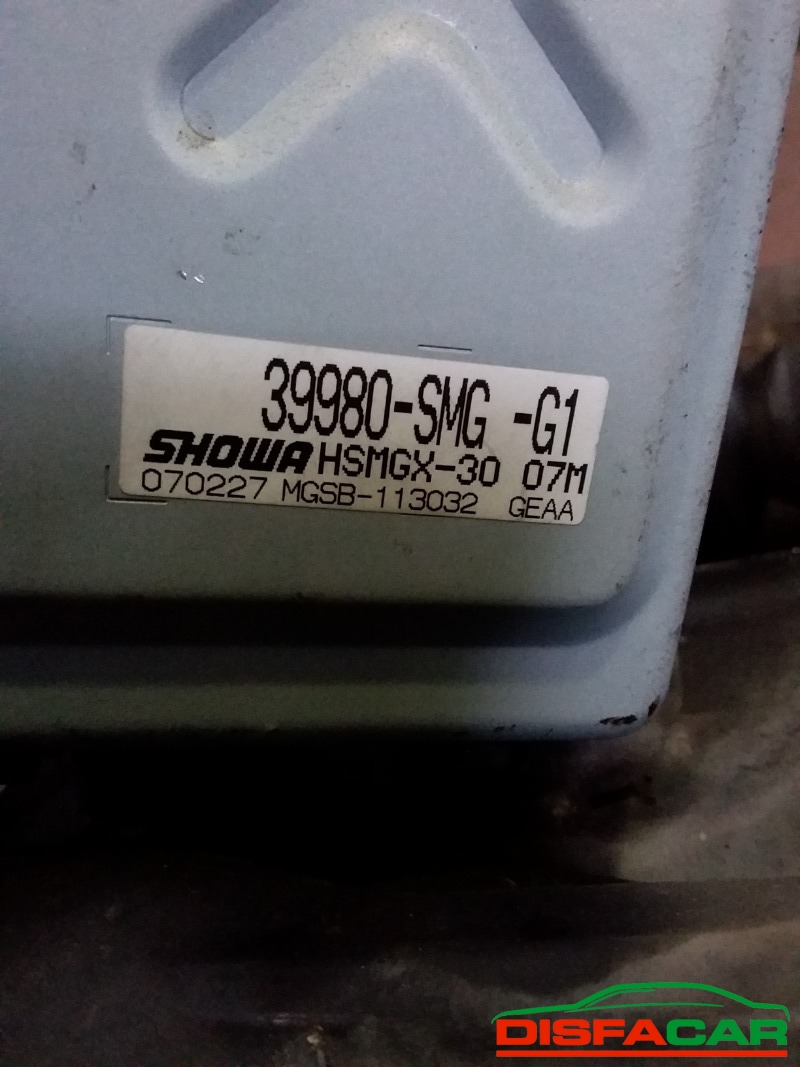 39980-SMG -G1
SHOWA HSMGX-30 07M
070227 MGSB-113032 GEAA
DISFACAR